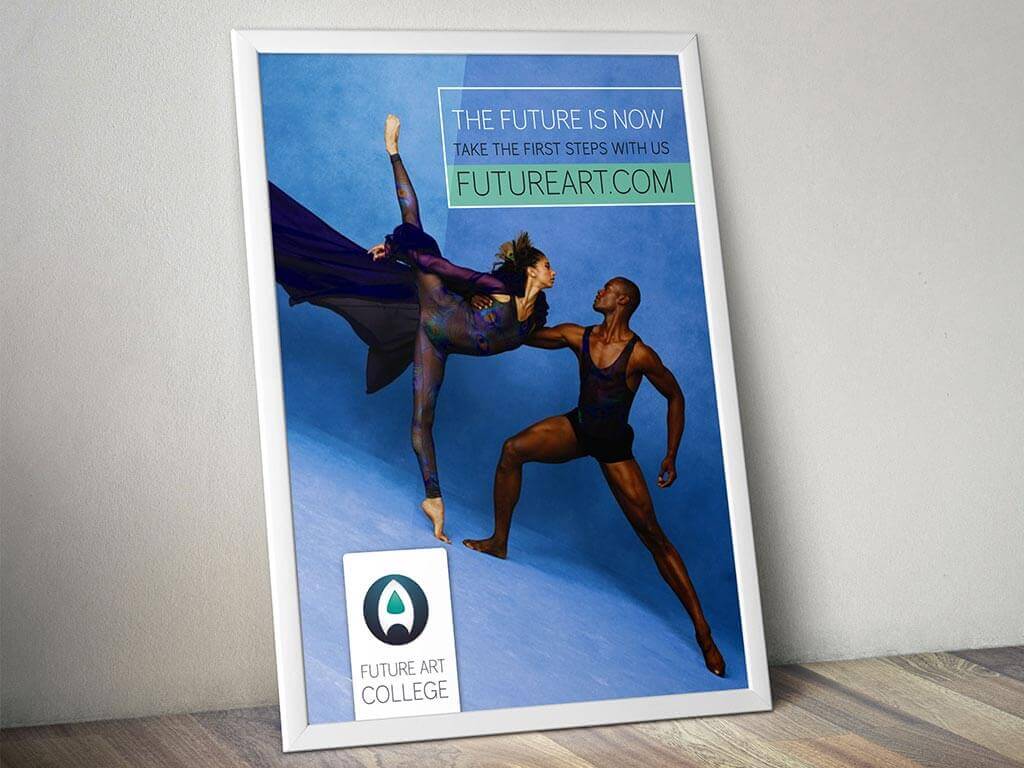 THE FUTURE IS NOW
TAKE THE FIRST STEPS WITH US
FUTUREART.COM
FUTURE ART
COLLEGE